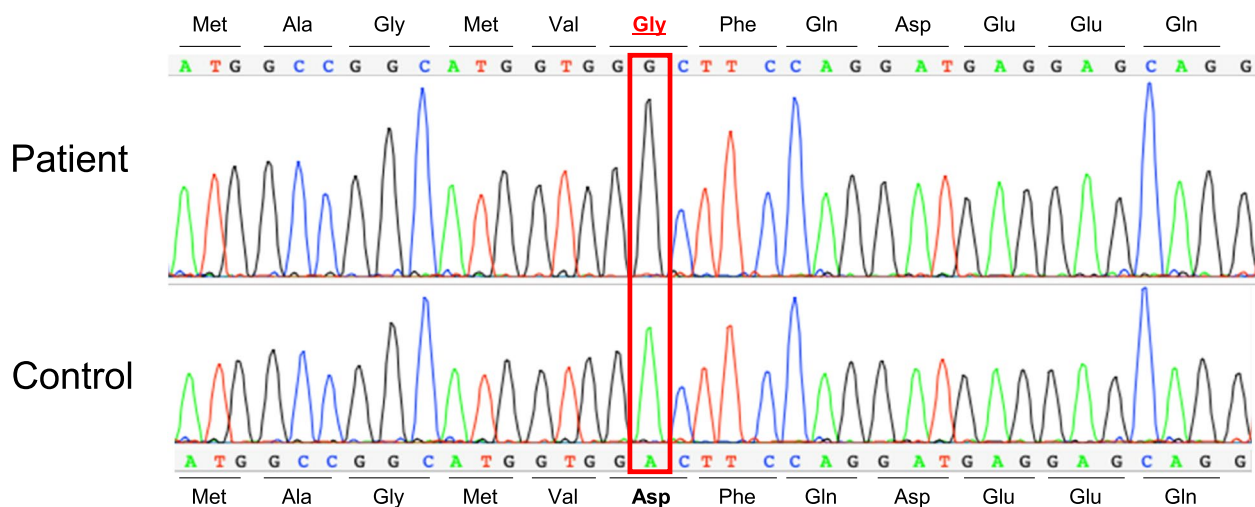 Met Ala Gly Met Val Gly Phe Gln Asp Glu Glu Gln
A T G G C C G G C A T G G T G G G C T T C C A G G A T G A G G A G C A G G
Patient
Control
A T G G C C G G C A T G G T G G A C T T C C A G G A T G A G G A G C A G G
Met Ala Gly Met Val Asp Phe Gln Asp Glu Glu Gln